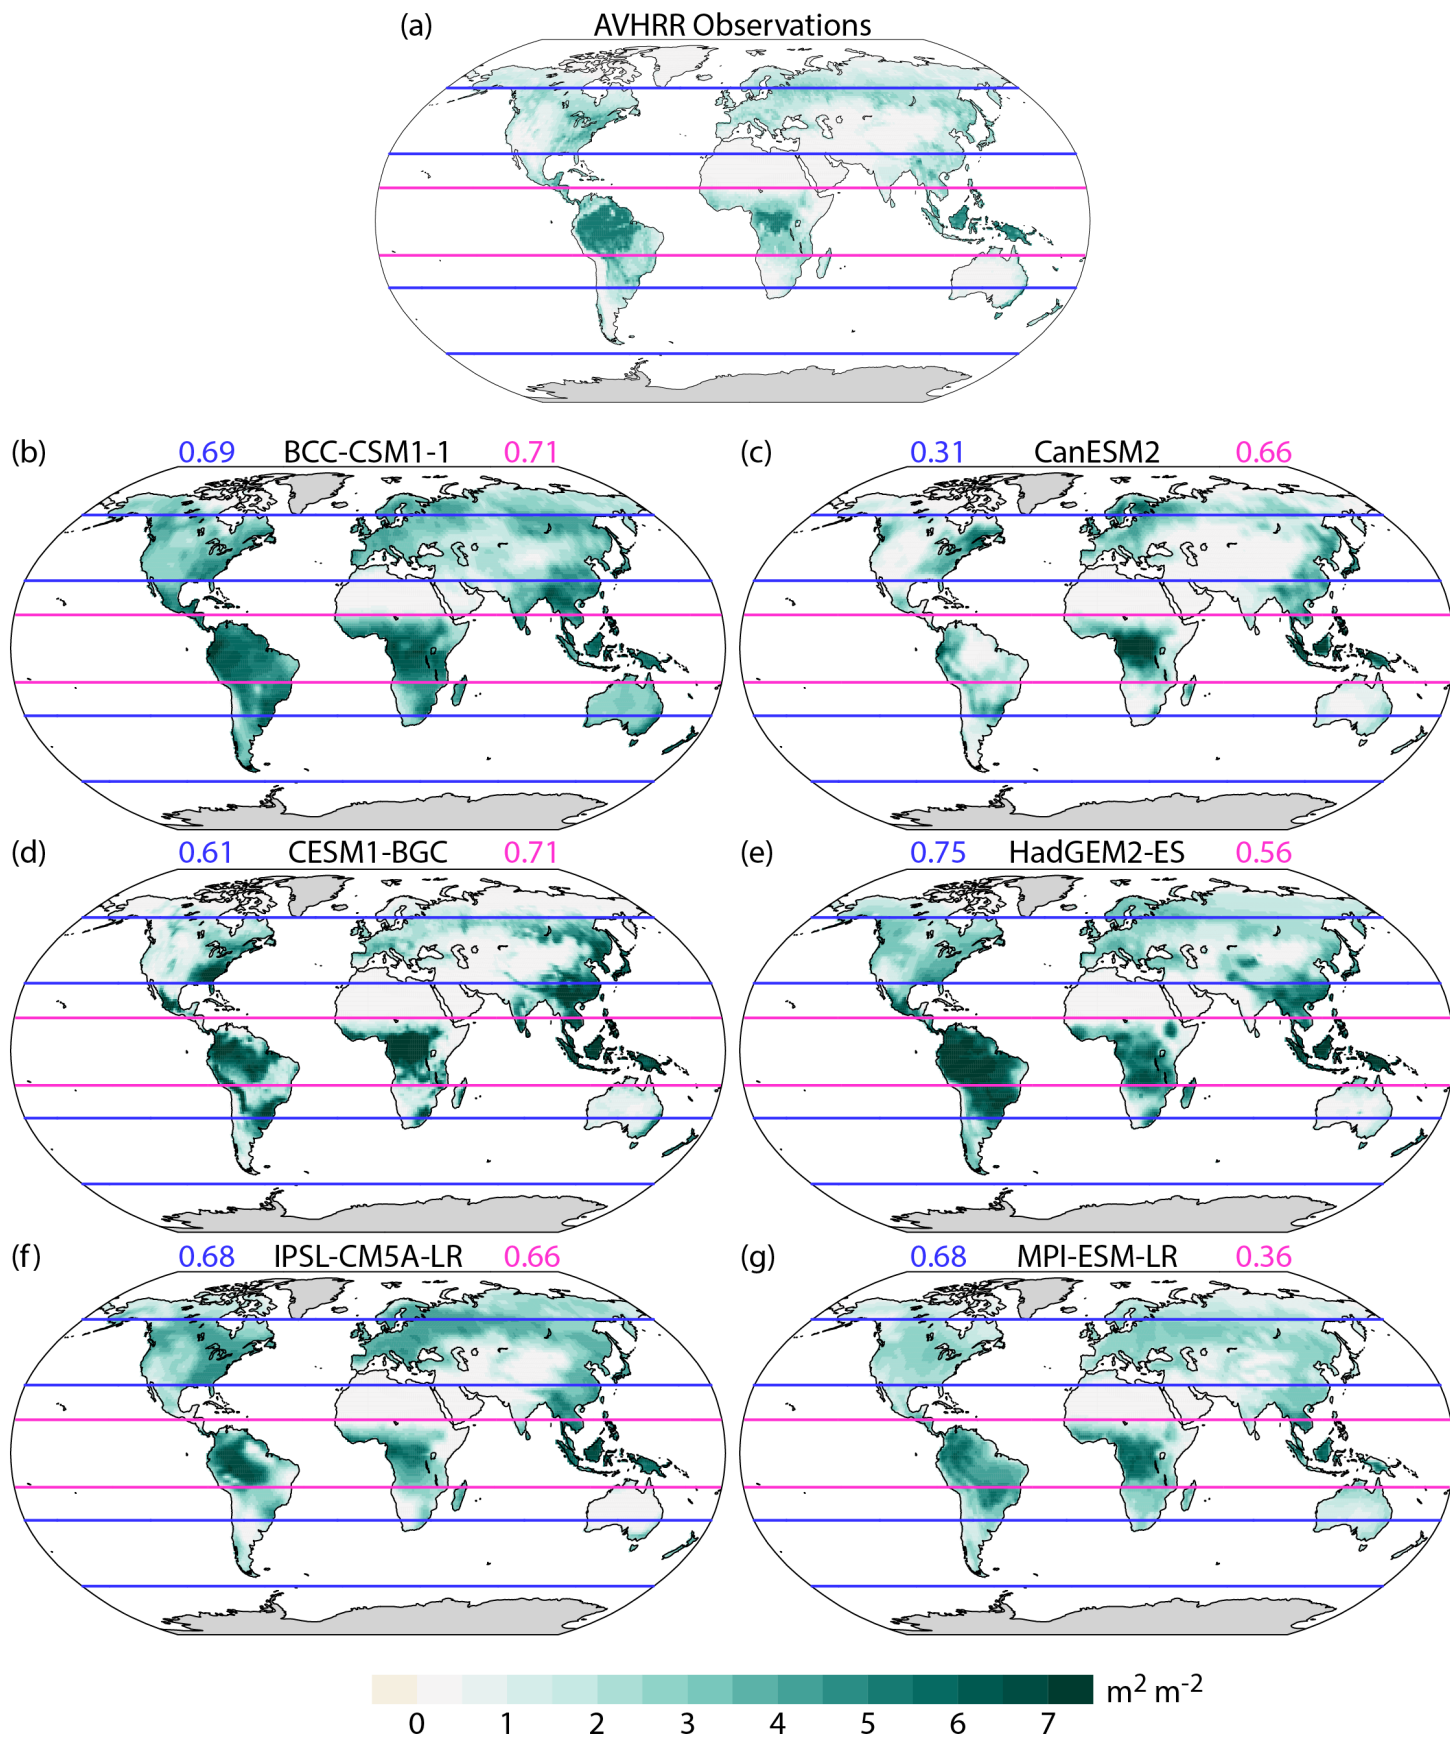 (a) AVHRR Observations
(b) 0.69 BCC-CSM1-1 0.71
(c) 0.31 CanESM2 0.66
(d) 0.61 CESM1-BGC 0.71
(e) 0.75 HadGEM2-ES 0.56
(f) 0.68 IPSL-CM5A-LR 0.66
(g) 0.68 MPI-ESM-LR 0.36
m² m⁻²
0 1 2 3 4 5 6 7